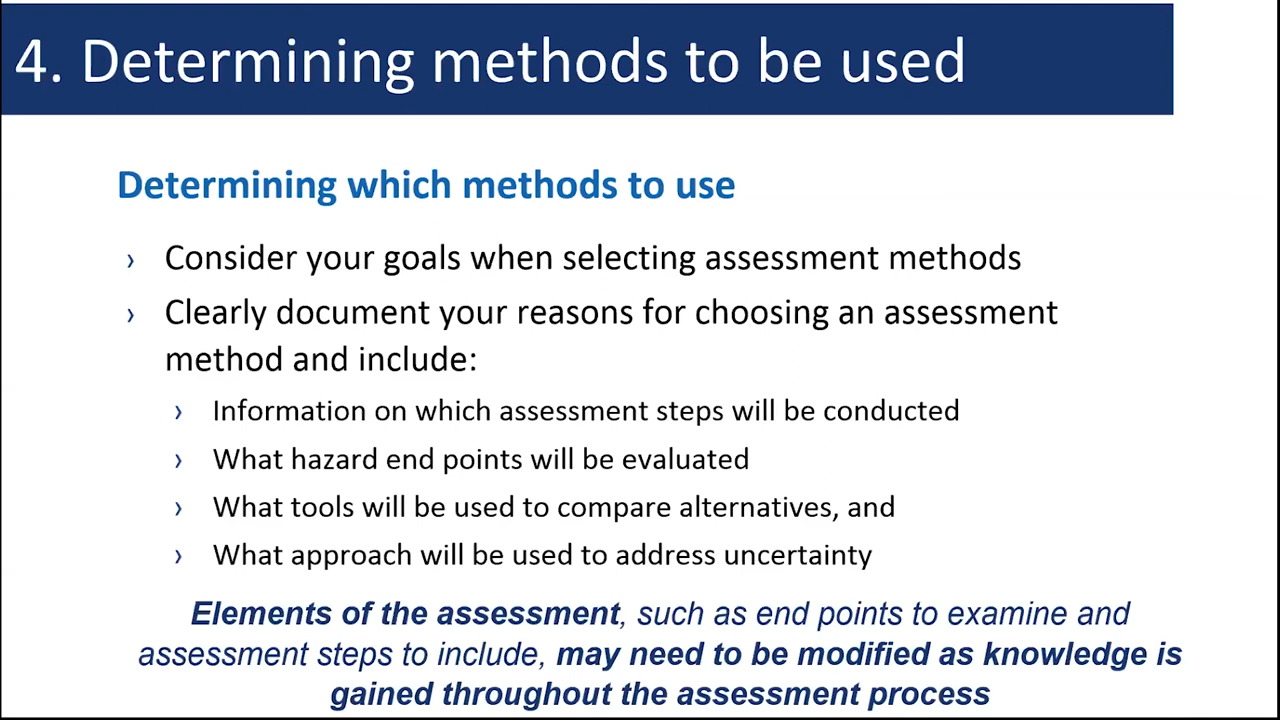 4. Determining methods to be used
Determining which methods to use
› Consider your goals when selecting assessment methods
› Clearly document your reasons for choosing an assessment
method and include:
› Information on which assessment steps will be conducted
› What hazard end points will be evaluated
› What tools will be used to compare alternatives, and
› What approach will be used to address uncertainty
Elements of the assessment, such as end points to examine and
assessment steps to include, may need to be modified as knowledge is
gained throughout the assessment process